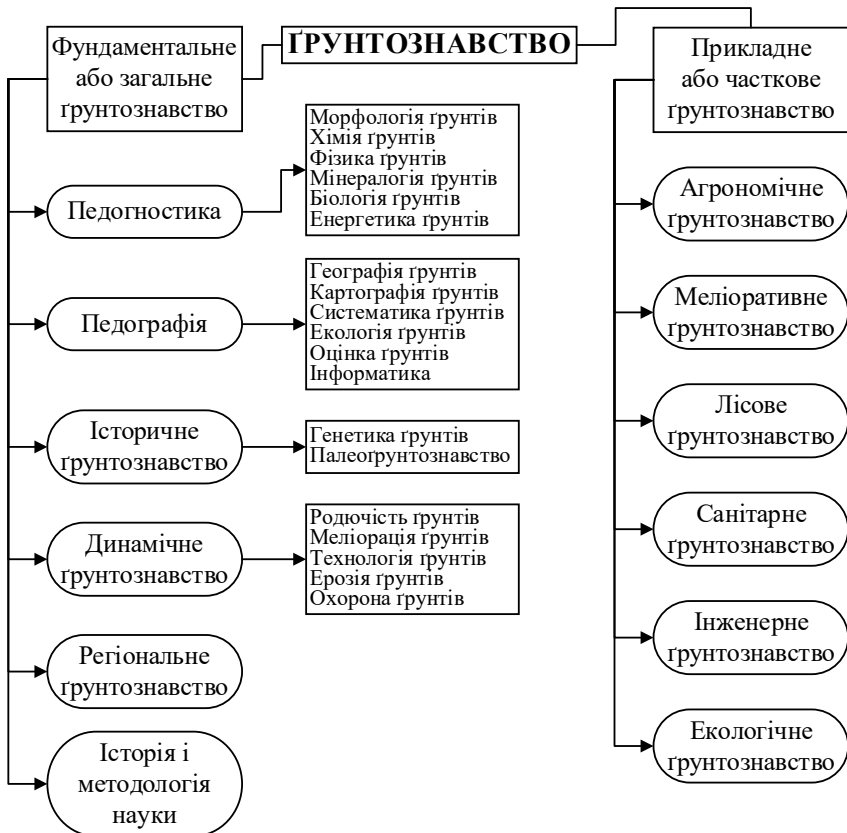 ҐРУНТОЗНАВСТВО
Фундаментальне
або загальне
ґрунтознавство
Педогностика
Морфологія ґрунтів
Хімія ґрунтів
Фізика ґрунтів
Мінералогія ґрунтів
Біологія ґрунтів
Енергетика ґрунтів
Педографія
Географія ґрунтів
Картографія ґрунтів
Систематика ґрунтів
Екологія ґрунтів
Оцінка ґрунтів
Інформатика
Історичне
ґрунтознавство
Генетика ґрунтів
Палеоґрунтознавство
Динамічне
ґрунтознавство
Родючість ґрунтів
Меліорація ґрунтів
Технологія ґрунтів
Ерозія ґрунтів
Охорона ґрунтів
Регіональне
ґрунтознавство
Історія і
методологія
науки
Прикладне
або часткове
ґрунтознавство
Агрономічне
ґрунтознавство
Меліоративне
ґрунтознавство
Лісове
ґрунтознавство
Санітарне
ґрунтознавство
Інженерне
ґрунтознавство
Екологічне
ґрунтознавство